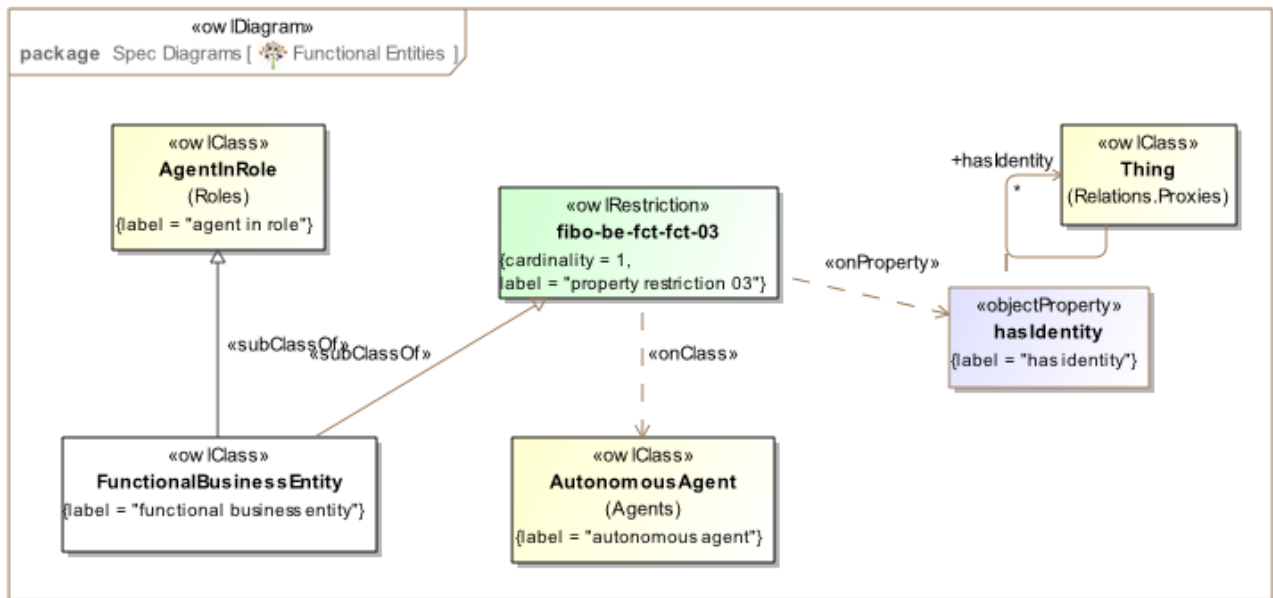 «owlDiagram»
package Spec Diagrams [ Functional Entities ]
«owlClass»
AgentInRole
(Roles)
{label = "agent in role"}
«owlRestriction»
fibo-be-fct-fct-03
{cardinality = 1,
label = "property restriction 03"}
+hasIdentity
*
«owlClass»
Thing
(Relations.Proxies)
«onProperty»
«objectProperty»
hasIdentity
{label = "has identity"}
«subClassOf»
«subClassOf»
«onClass»
«owlClass»
FunctionalBusinessEntity
{label = "functional business entity"}
«owlClass»
AutonomousAgent
(Agents)
{label = "autonomous agent"}